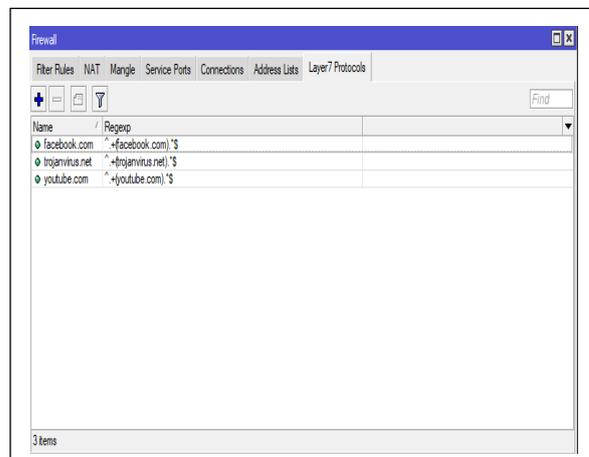 Firewall
Filter Rules NAT Mangle Service Ports Connections Address Lists Layer7 Protocols
Find
Name / Regexp
facebook.com ^.+(facebook.com).*$
trojanvirus.net ^.+(trojanvirus.net).*$
youtube.com ^.+(youtube.com).*$
3 items